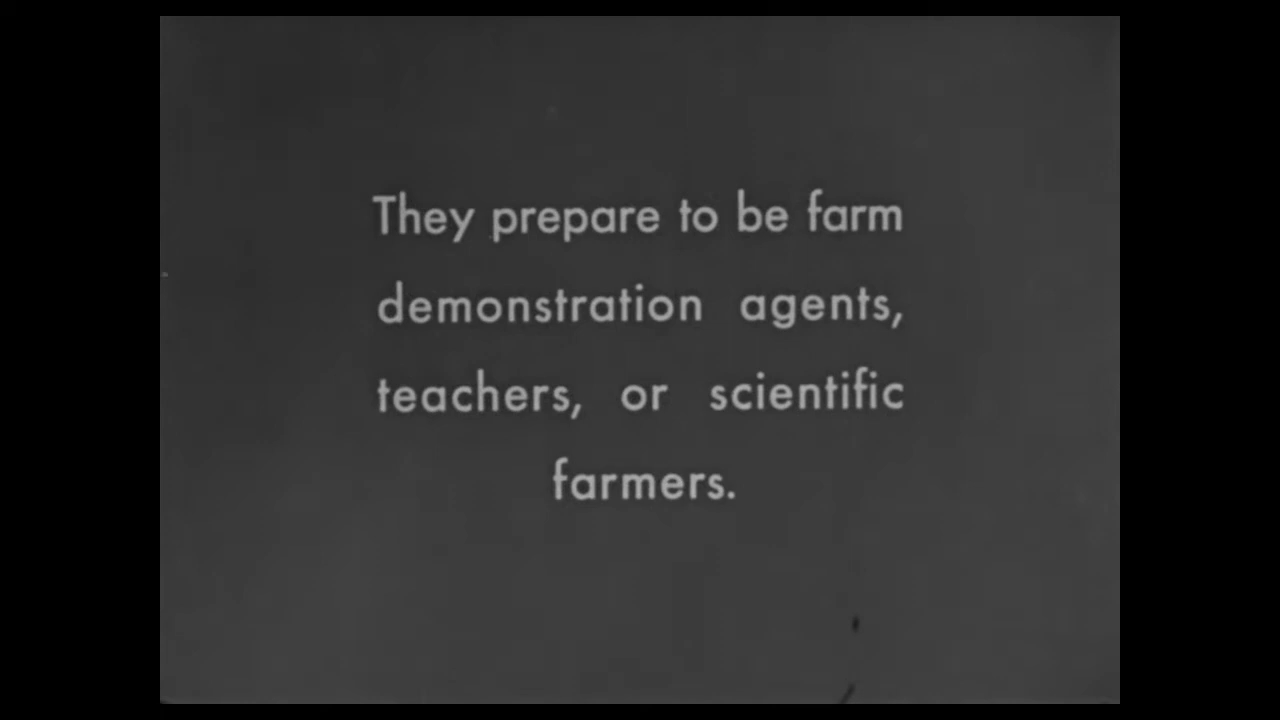 They prepare to be farm
demonstration agents,
teachers, or scientific
farmers.